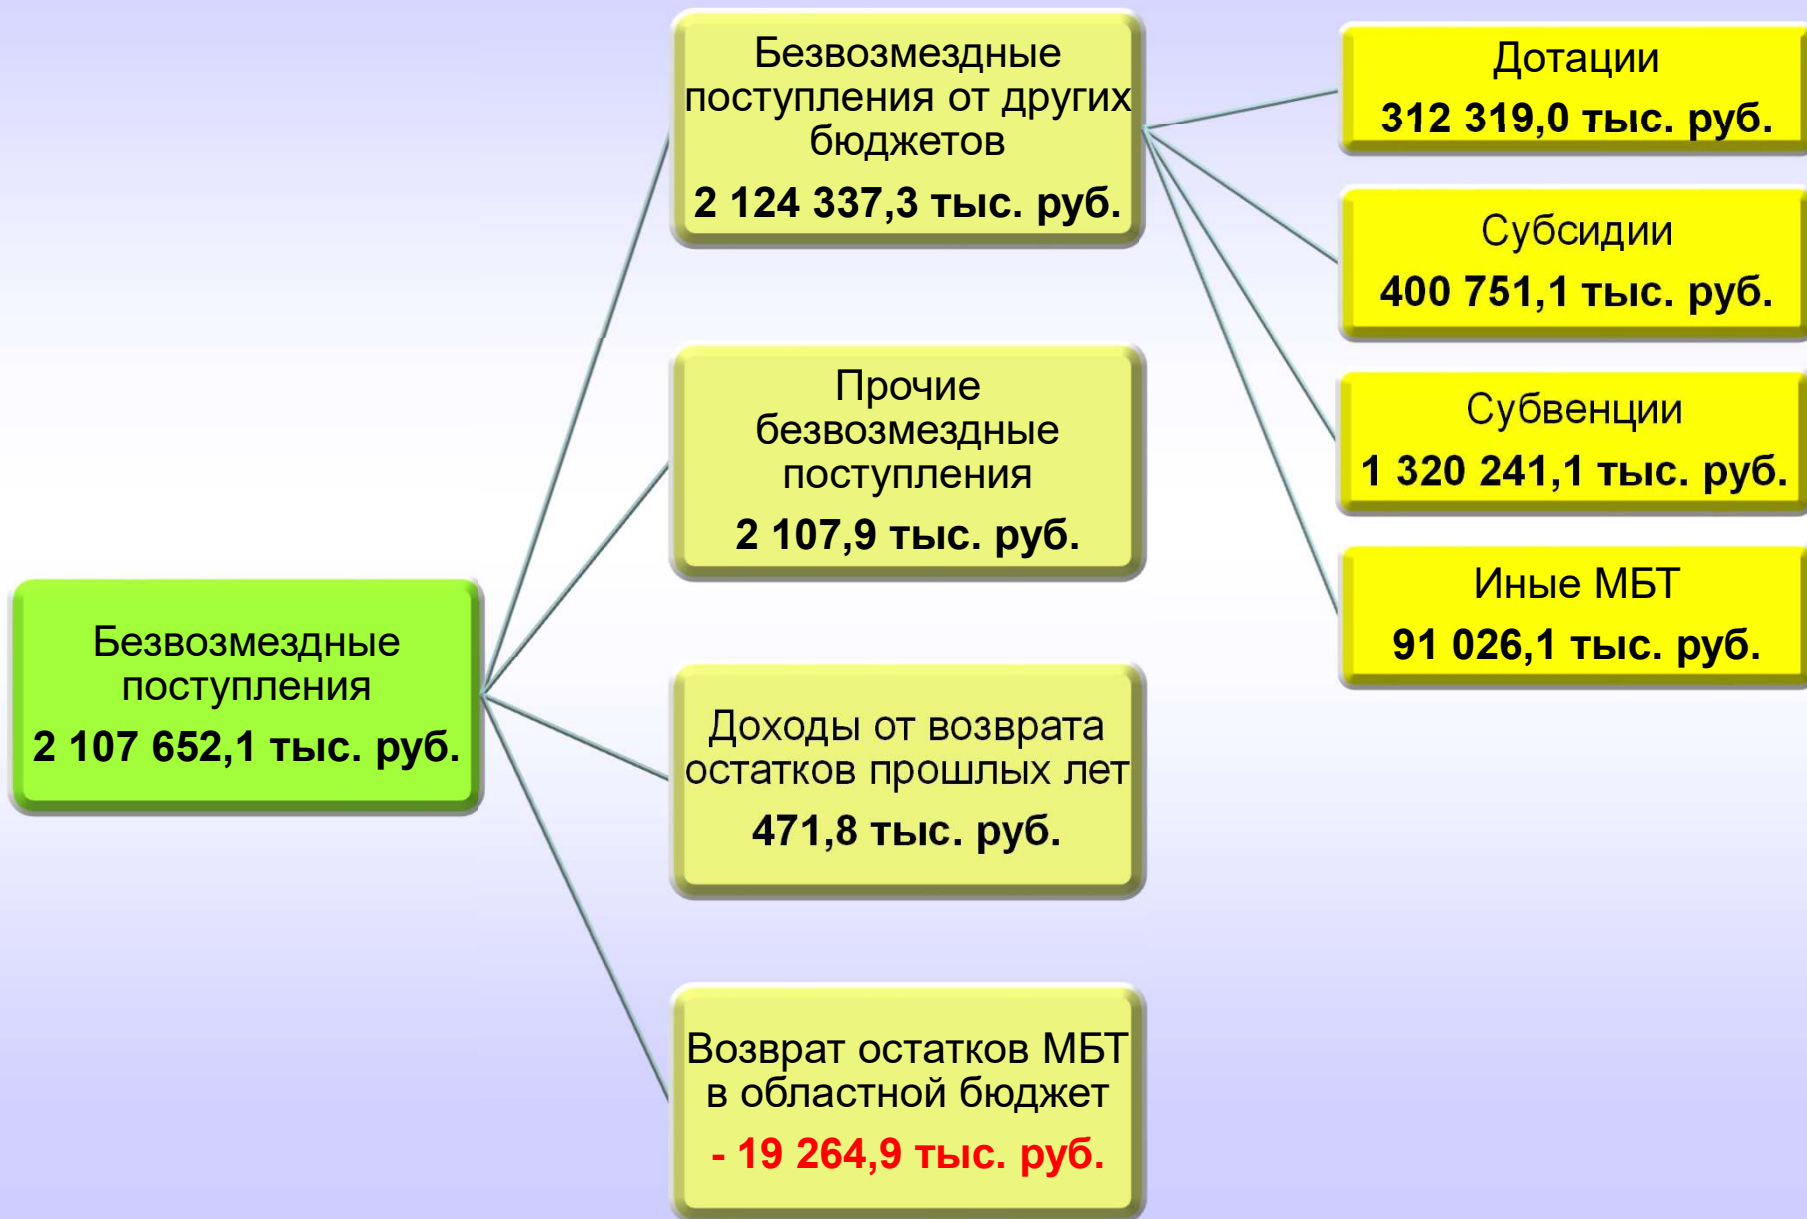 Безвозмездные
поступления
2 107 652,1 тыс. руб.
Безвозмездные
поступления от других
бюджетов
2 124 337,3 тыс. руб.
Прочие
безвозмездные
поступления
2 107,9 тыс. руб.
Доходы от возврата
остатков прошлых лет
471,8 тыс. руб.
Возврат остатков МБТ
в областной бюджет
- 19 264,9 тыс. руб.
Дотации
312 319,0 тыс. руб.
Субсидии
400 751,1 тыс. руб.
Субвенции
1 320 241,1 тыс. руб.
Иные МБТ
91 026,1 тыс. руб.